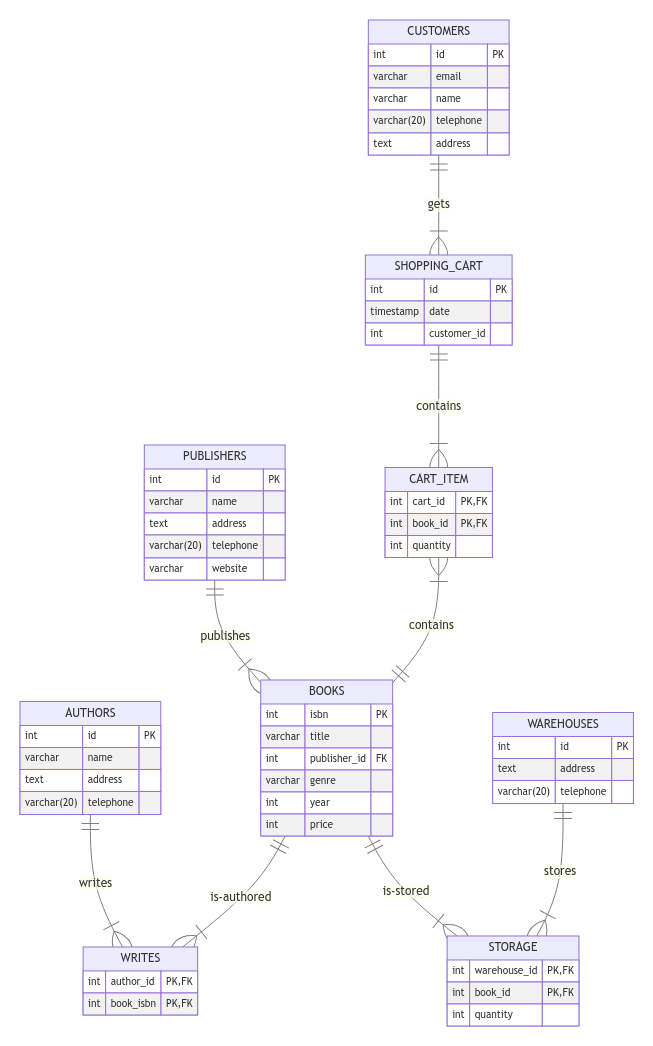 CUSTOMERS
int id PK
varchar email
varchar name
varchar(20) telephone
text address
gets
SHOPPING_CART
int id PK
timestamp date
int customer_id
contains
PUBLISHERS
int id PK
varchar name
text address
varchar(20) telephone
varchar website
CART_ITEM
int cart_id PK,FK
int book_id PK,FK
int quantity
publishes
contains
BOOKS
int isbn PK
varchar title
int publisher_id FK
varchar genre
int year
int price
AUTHORS
int id PK
varchar name
text address
varchar(20) telephone
WAREHOUSES
int id PK
text address
varchar(20) telephone
writes
is-authored
is-stored
stores
WRITES
int author_id PK,FK
int book_isbn PK,FK
STORAGE
int warehouse_id PK,FK
int book_id PK,FK
int quantity